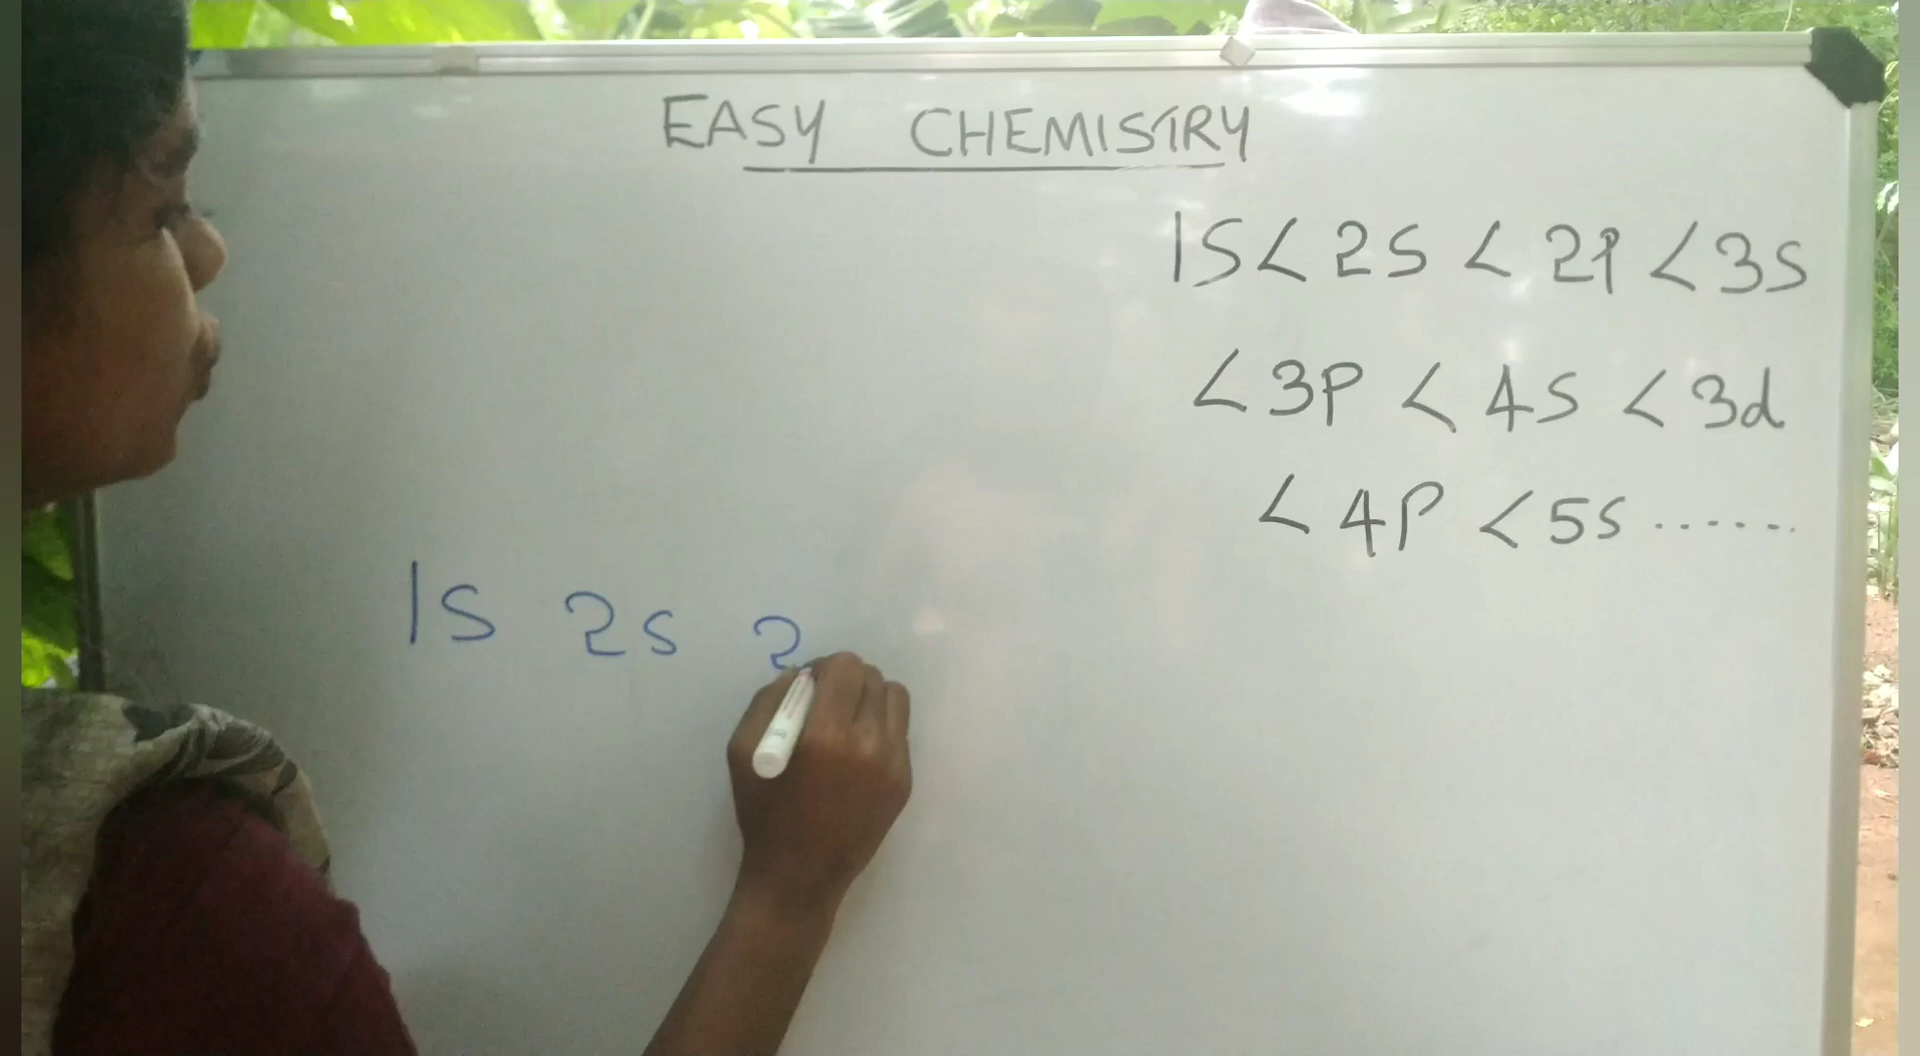 EASY CHEMISTRY
1S < 2S < 2P < 3S
< 3P < 4S < 3d
< 4P < 5S ......
1S 2S 2